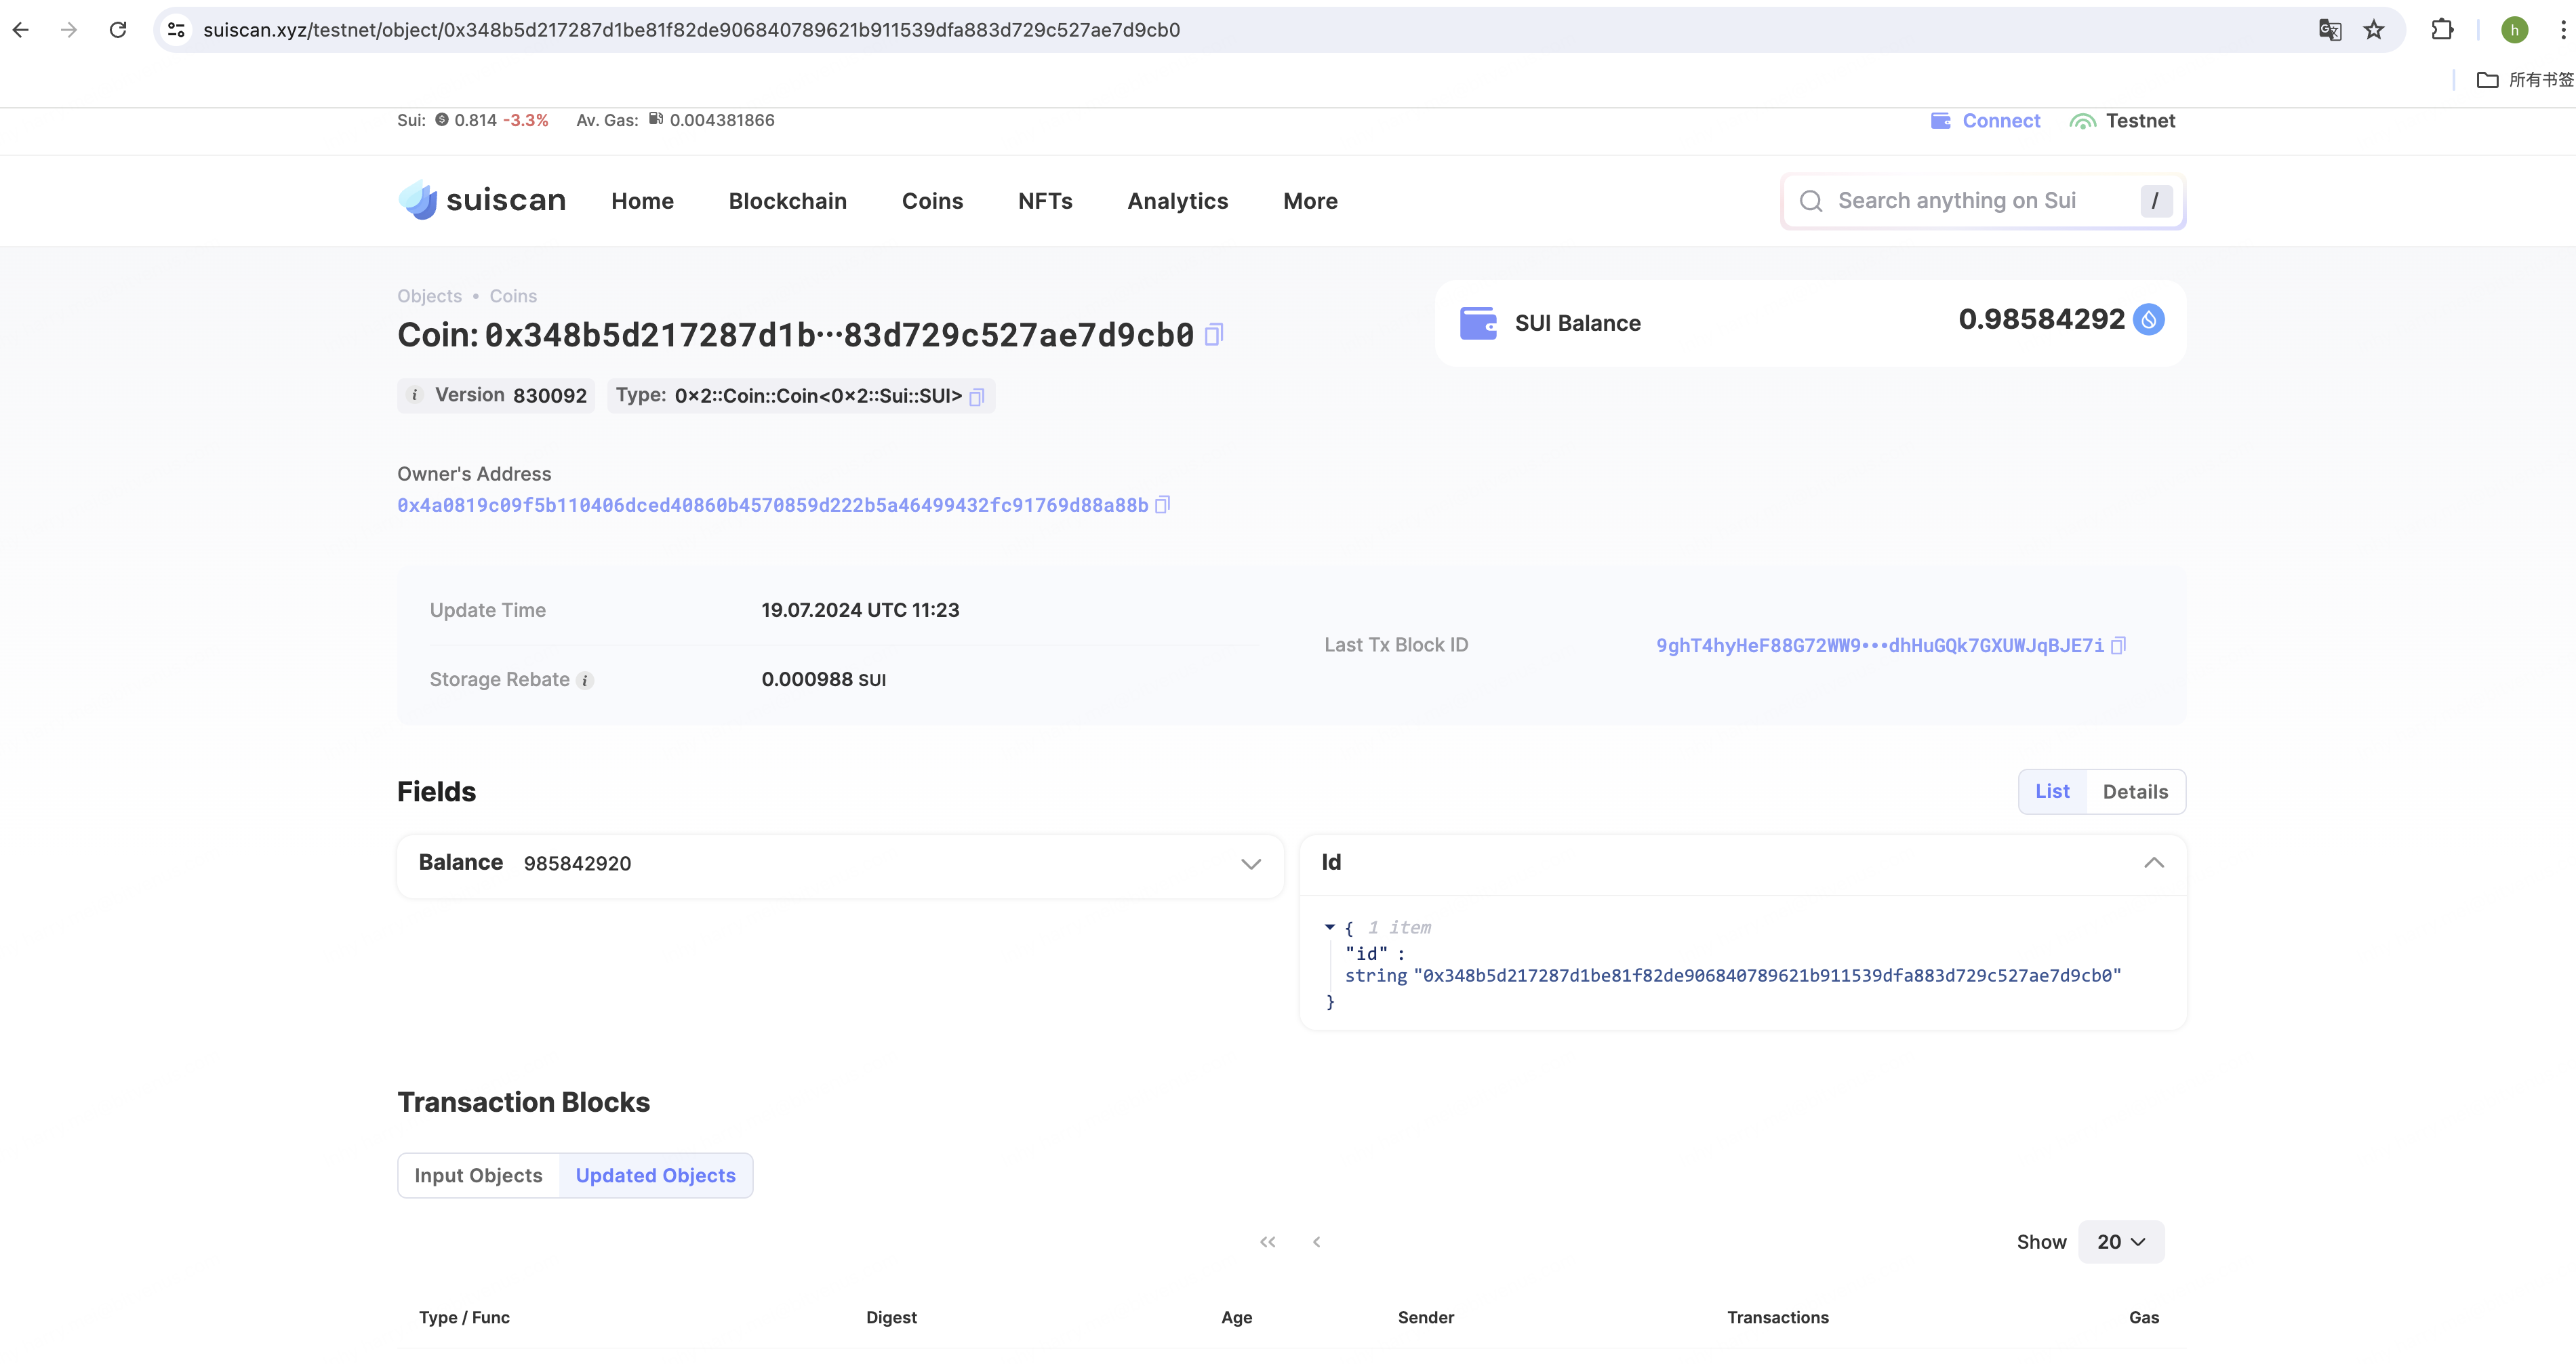 suiscan.xyz/testnet/object/0x348b5d217287d1be81f82de906840789621b911539dfa883d729c527ae7d9cb0
h
所有书签
Sui: 0.814 -3.3% Av. Gas: 0.004381866
Connect Testnet
suiscan Home Blockchain Coins NFTs Analytics More Search anything on Sui /
Objects • Coins
Coin: 0x348b5d217287d1b···83d729c527ae7d9cb0
SUI Balance 0.98584292
i Version 830092 Type: 0×2::Coin::Coin<0×2::Sui::SUI>
Owner's Address
0x4a0819c09f5b110406dced40860b4570859d222b5a46499432fc91769d88a88b
Update Time 19.07.2024 UTC 11:23
Last Tx Block ID 9ghT4hyHeF88G72WW9•••dhHuGQk7GXUWJqBJE7i
Storage Rebate i 0.000988 SUI
Fields
List Details
Balance 985842920
Id
{ 1 item
"id" :
string "0x348b5d217287d1be81f82de906840789621b911539dfa883d729c527ae7d9cb0"
}
Transaction Blocks
Input Objects Updated Objects
Show 20
Type / Func Digest Age Sender Transactions Gas